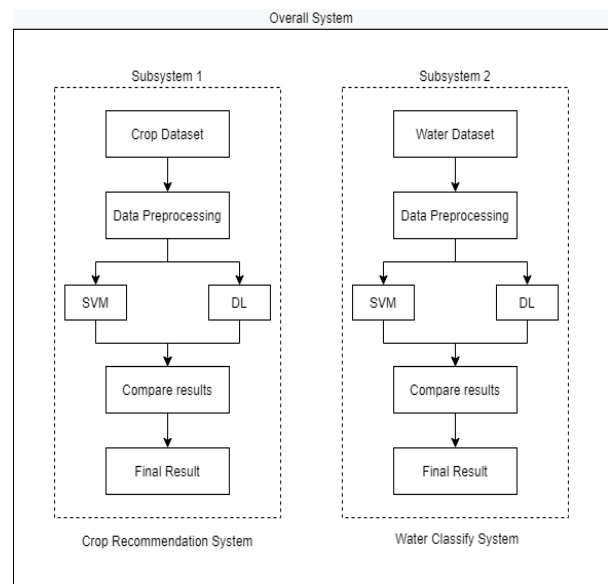 Overall System
Subsystem 1
Crop Dataset
Data Preprocessing
SVM
DL
Compare results
Final Result
Crop Recommendation System
Subsystem 2
Water Dataset
Data Preprocessing
SVM
DL
Compare results
Final Result
Water Classify System